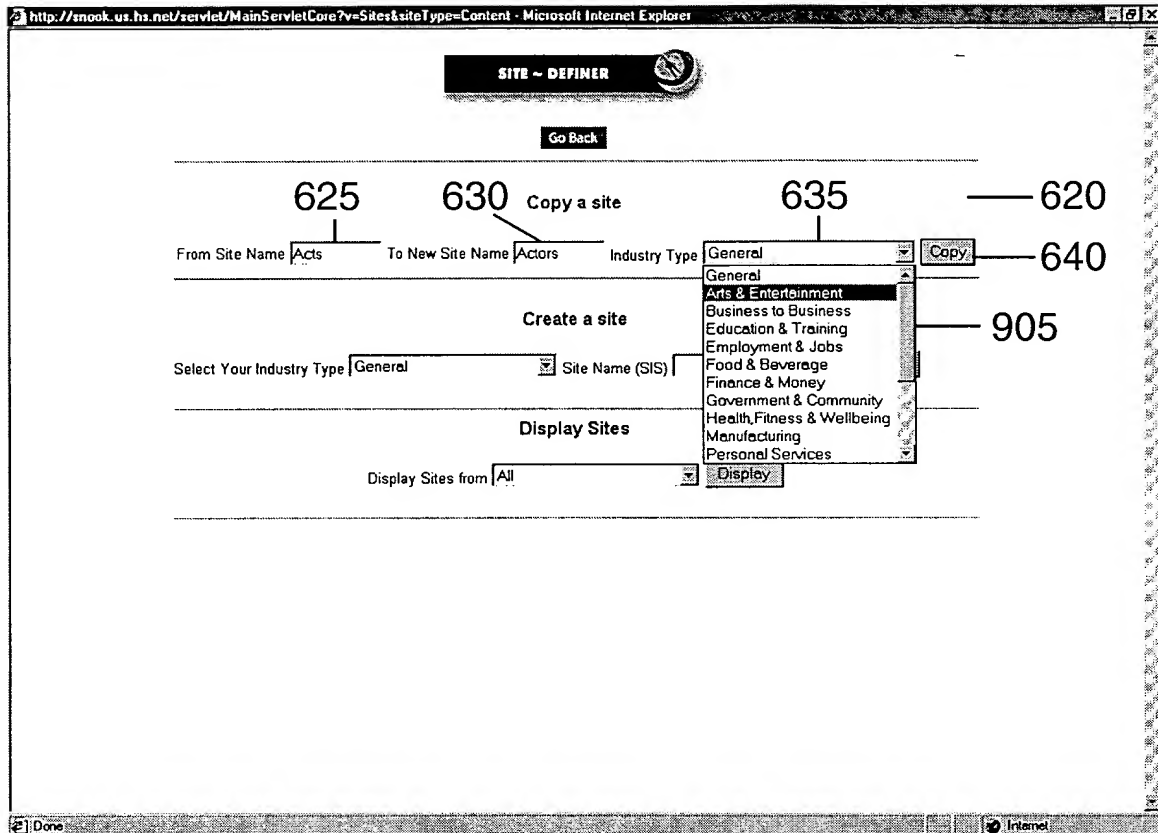 http://snook.us.hs.net/servlet/MainServletCore?v=Sites&siteType=Content - Microsoft Internet Explorer
SITE ~ DEFINER
Go Back
625 630 Copy a site 635 620
From Site Name Acts To New Site Name Actors Industry Type General Copy 640
General
Arts & Entertainment
Business to Business
Create a site 905
Education & Training
Employment & Jobs
Select Your Industry Type General Site Name (SIS) Food & Beverage
Finance & Money
Government & Community
Health,Fitness & Wellbeing
Display Sites
Manufacturing
Personal Services
Display Sites from All Display
Done Internet